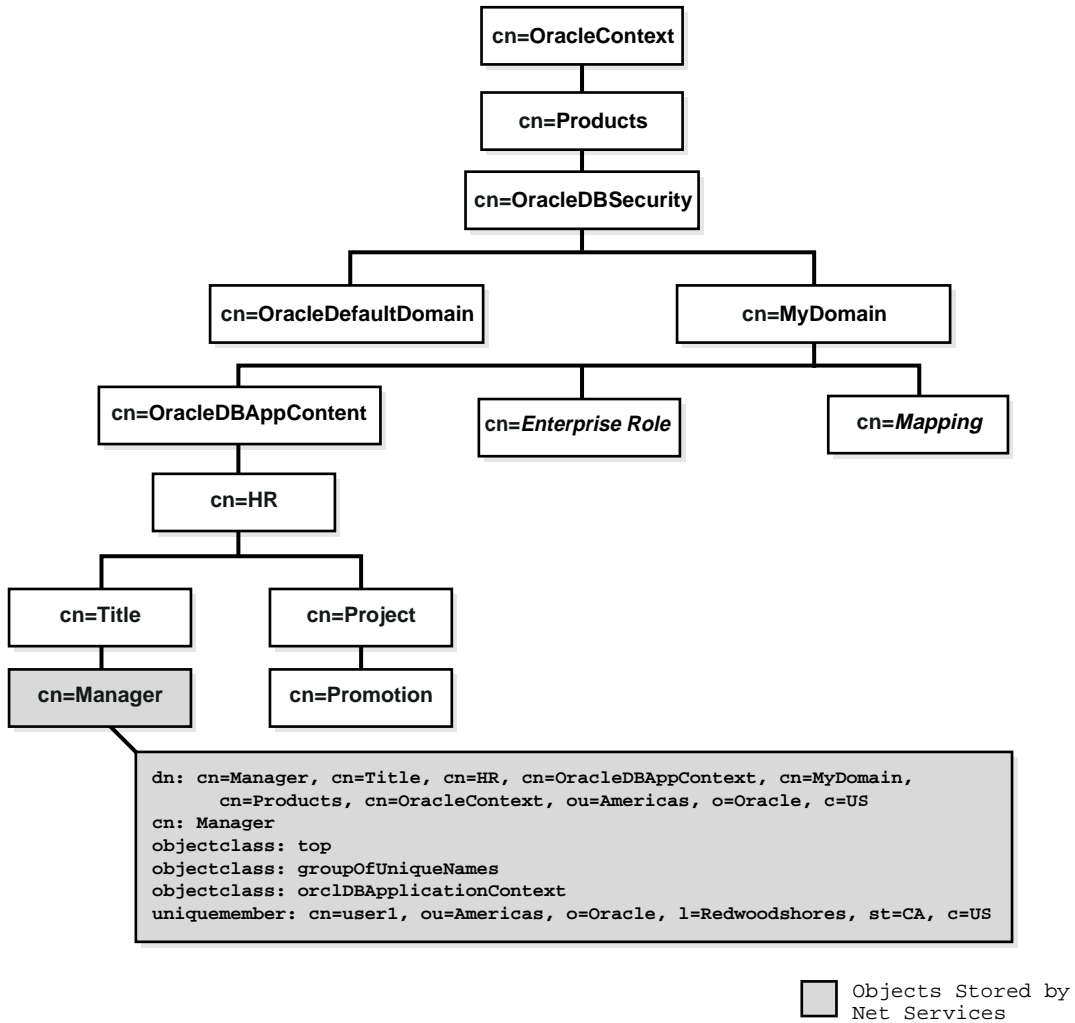 cn=OracleContext
cn=Products
cn=OracleDBSecurity
cn=OracleDefaultDomain
cn=MyDomain
cn=OracleDBAppContent
cn=Enterprise Role
cn=Mapping
cn=HR
cn=Title
cn=Project
cn=Manager
cn=Promotion
dn: cn=Manager, cn=Title, cn=HR, cn=OracleDBAppContext, cn=MyDomain,
cn=Products, cn=OracleContext, ou=Americas, o=Oracle, c=US
cn: Manager
objectclass: top
objectclass: groupOfUniqueNames
objectclass: orclDBApplicationContext
uniquemember: cn=user1, ou=Americas, o=Oracle, l=Redwoodshores, st=CA, c=US
Objects Stored by
Net Services